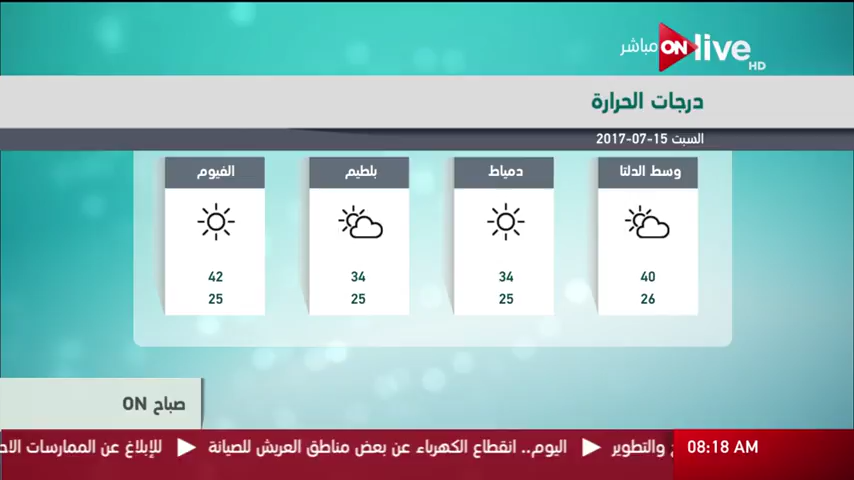 مباشر ON live HD
درجات الحرارة
السبت 15-07-2017
وسط الدلتا
40
26
دمياط
34
25
بلطيم
34
25
الفيوم
42
25
صباح ON
08:18 AM
والتطوير ◀ اليوم.. انقطاع الكهرباء عن بعض مناطق العريش للصيانة ◀ للإبلاغ عن الممارسات